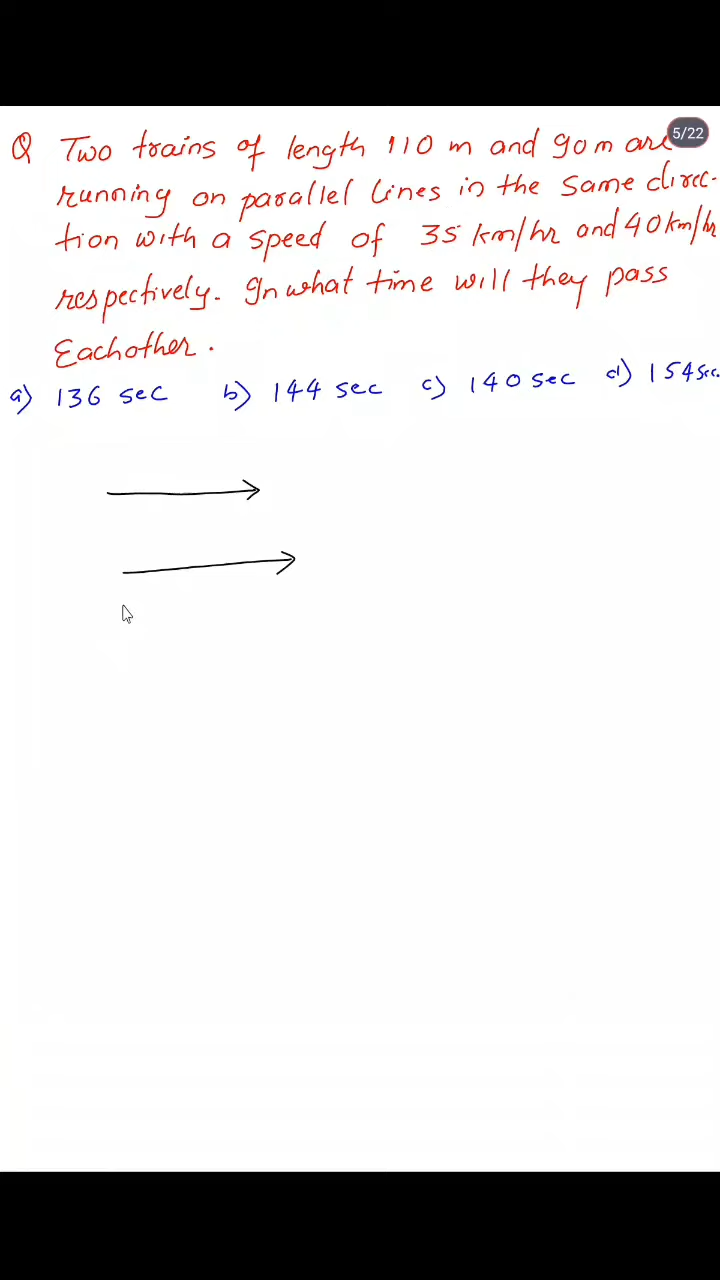 5/22
Q Two trains of length 110 m and 90 m are
running on parallel lines in the same direc-
tion with a speed of 35 km/hr and 40 km/hr
respectively. In what time will they pass
Eachother.
a) 136 sec b) 144 sec c) 140 sec d) 154 sec.